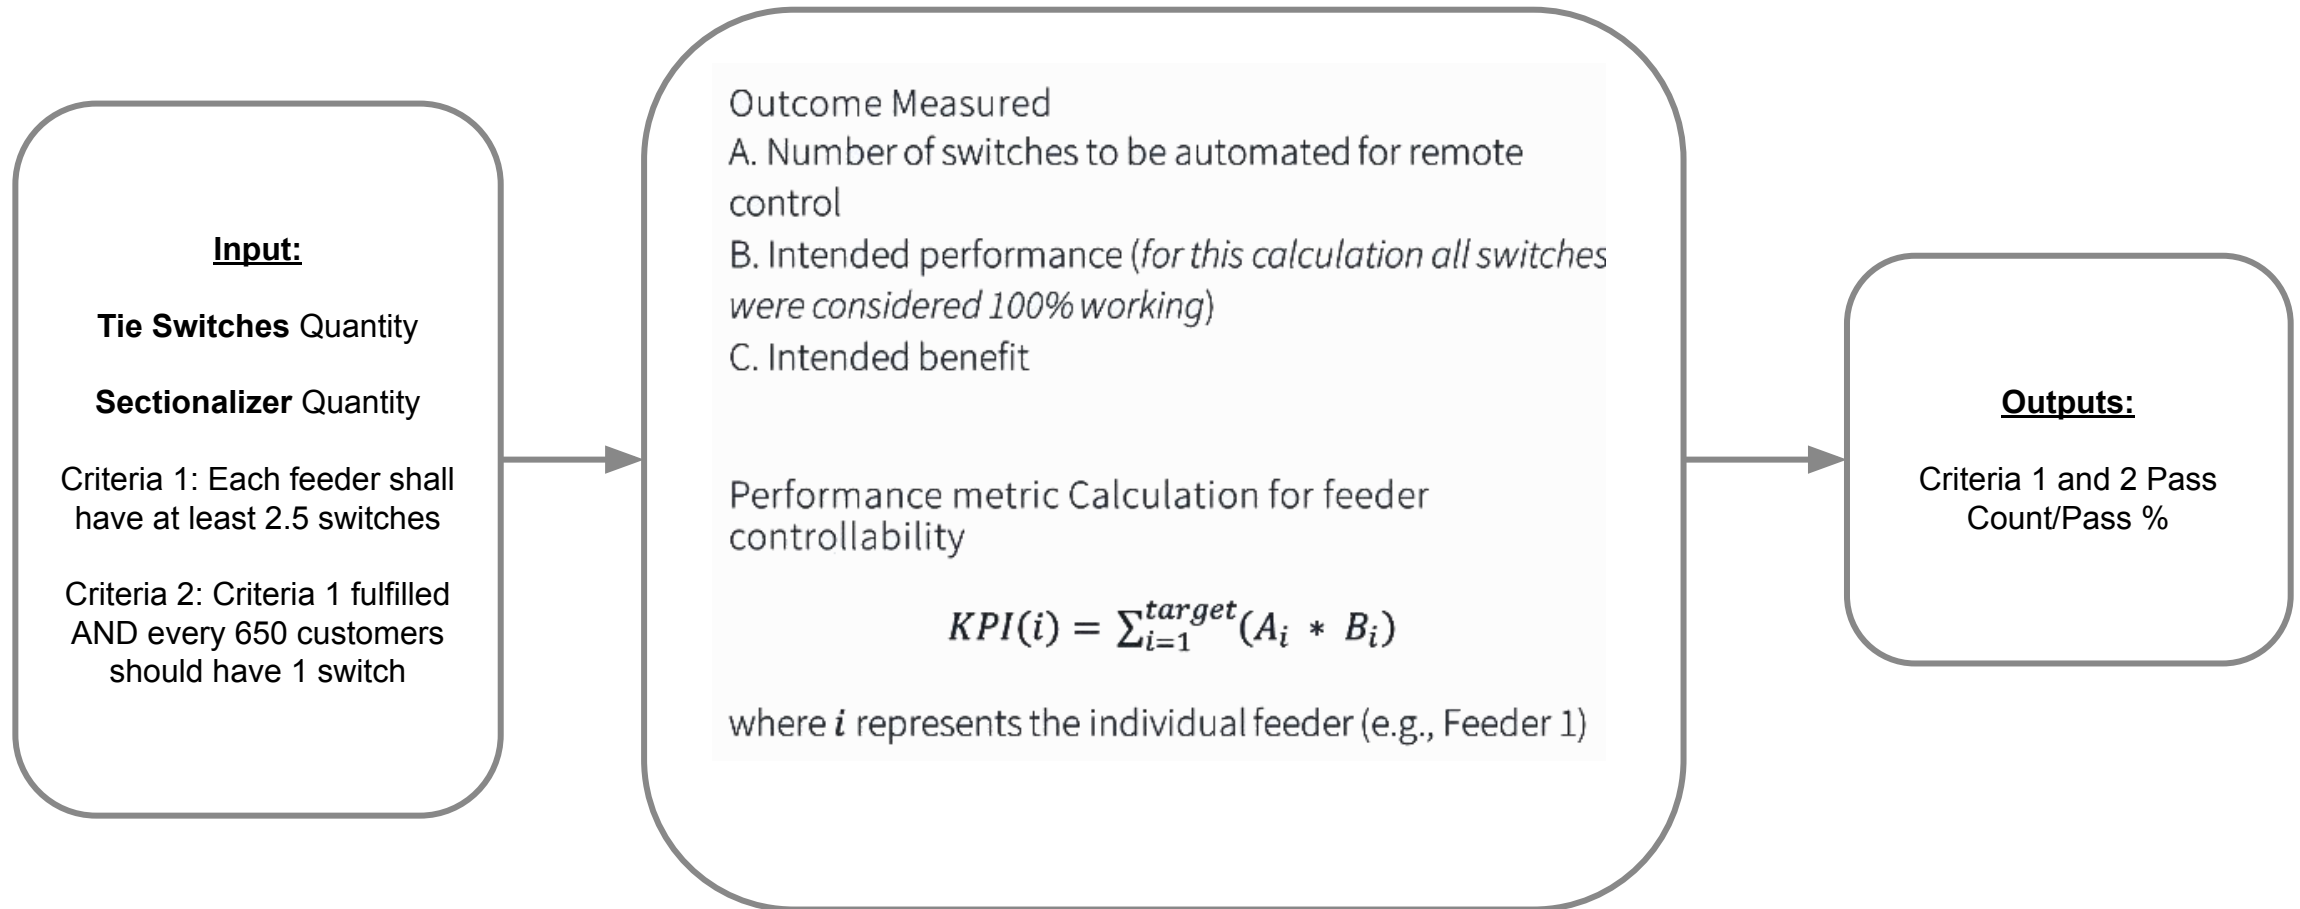 Input:
Tie Switches Quantity
Sectionalizer Quantity
Criteria 1: Each feeder shall
have at least 2.5 switches
Criteria 2: Criteria 1 fulfilled
AND every 650 customers
should have 1 switch
Outcome Measured
A. Number of switches to be automated for remote
control
B. Intended performance (for this calculation all switches
were considered 100% working)
C. Intended benefit
Performance metric Calculation for feeder
controllability
KPI(i) = ∑_{i=1}^{target}(A_i * B_i)
where i represents the individual feeder (e.g., Feeder 1)
Outputs:
Criteria 1 and 2 Pass
Count/Pass %